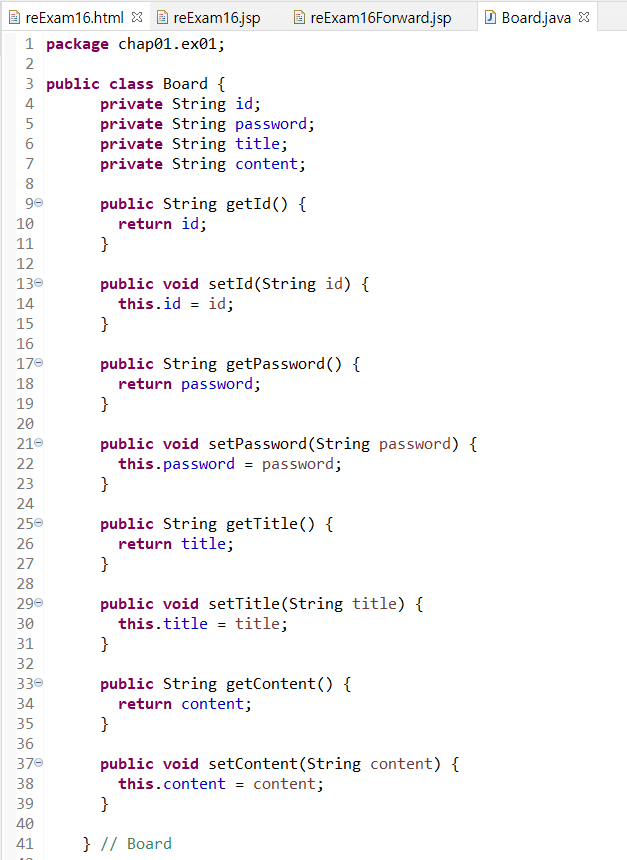 reExam16.html reExam16.jsp reExam16Forward.jsp Board.java
1 package chap01.ex01;
2
3 public class Board {
4 private String id;
5 private String password;
6 private String title;
7 private String content;
8
9 public String getId() {
10 return id;
11 }
12
13 public void setId(String id) {
14 this.id = id;
15 }
16
17 public String getPassword() {
18 return password;
19 }
20
21 public void setPassword(String password) {
22 this.password = password;
23 }
24
25 public String getTitle() {
26 return title;
27 }
28
29 public void setTitle(String title) {
30 this.title = title;
31 }
32
33 public String getContent() {
34 return content;
35 }
36
37 public void setContent(String content) {
38 this.content = content;
39 }
40
41 } // Board